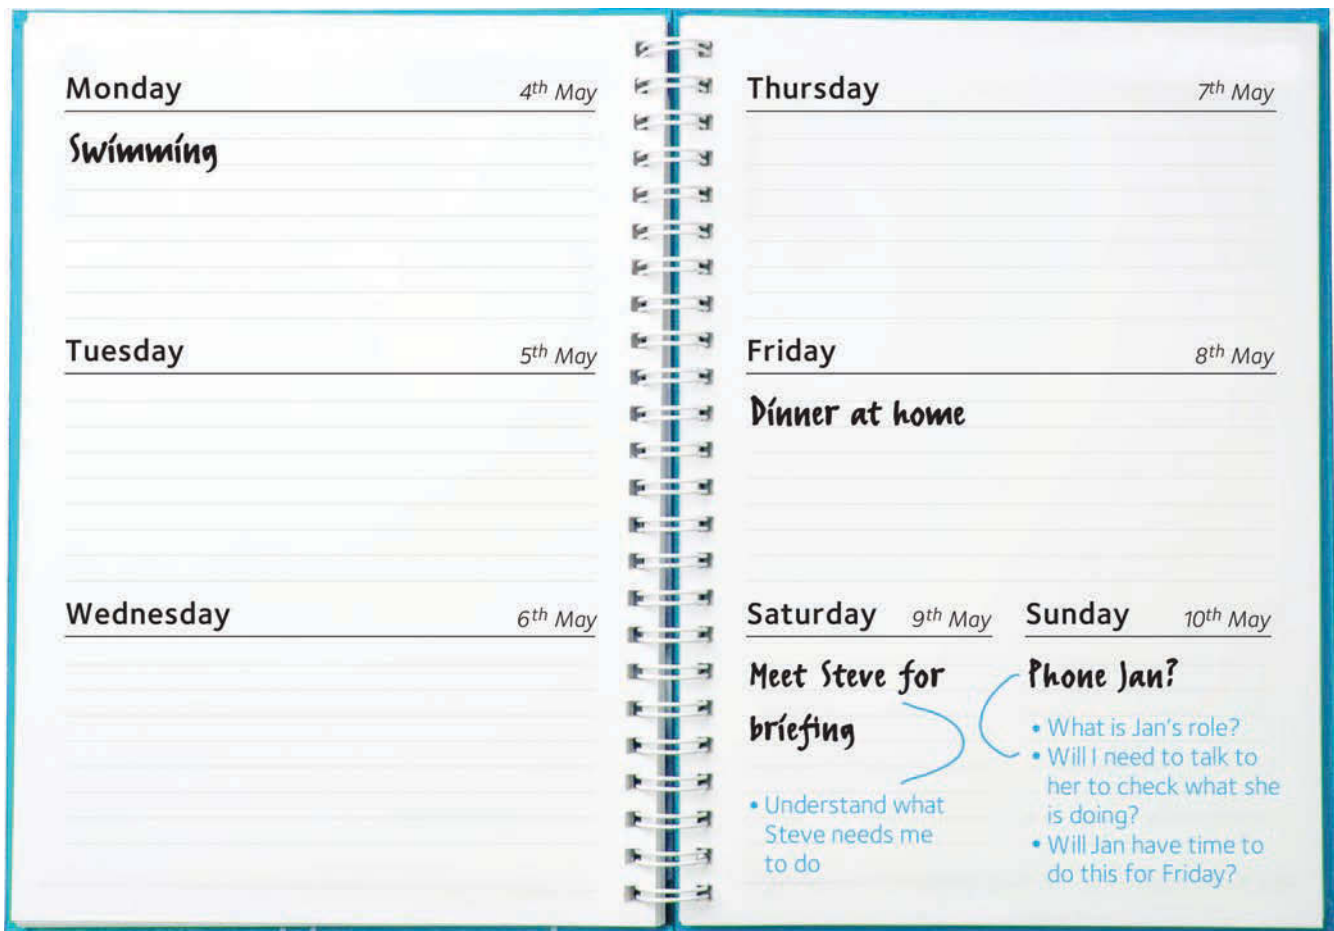 Monday 4th May
Swimming
Tuesday 5th May
Wednesday 6th May
Thursday 7th May
Friday 8th May
Dinner at home
Saturday 9th May
Meet Steve for
briefing
• Understand what
Steve needs me
to do
Sunday 10th May
Phone Jan?
• What is Jan's role?
• Will I need to talk to
her to check what she
is doing?
• Will Jan have time to
do this for Friday?